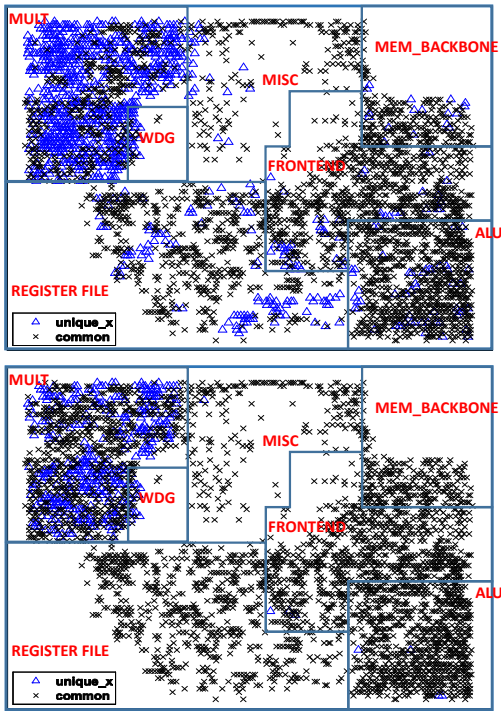 MULT
MEM_BACKBONE
MISC
WDG
FRONTEND
ALU
REGISTER FILE
unique_x
common
MULT
MEM_BACKBONE
MISC
WDG
FRONTEND
ALU
REGISTER FILE
unique_x
common